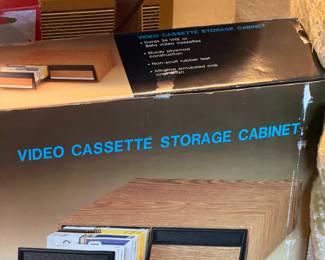 VIDEO CASSETTE STORAGE CABINET
• Holds 24 VHS or
Beta video cassettes
• Sturdy plywood
construction
• Non-scuff rubber feet
VIDEO CASSETTE STORAGE CABINET